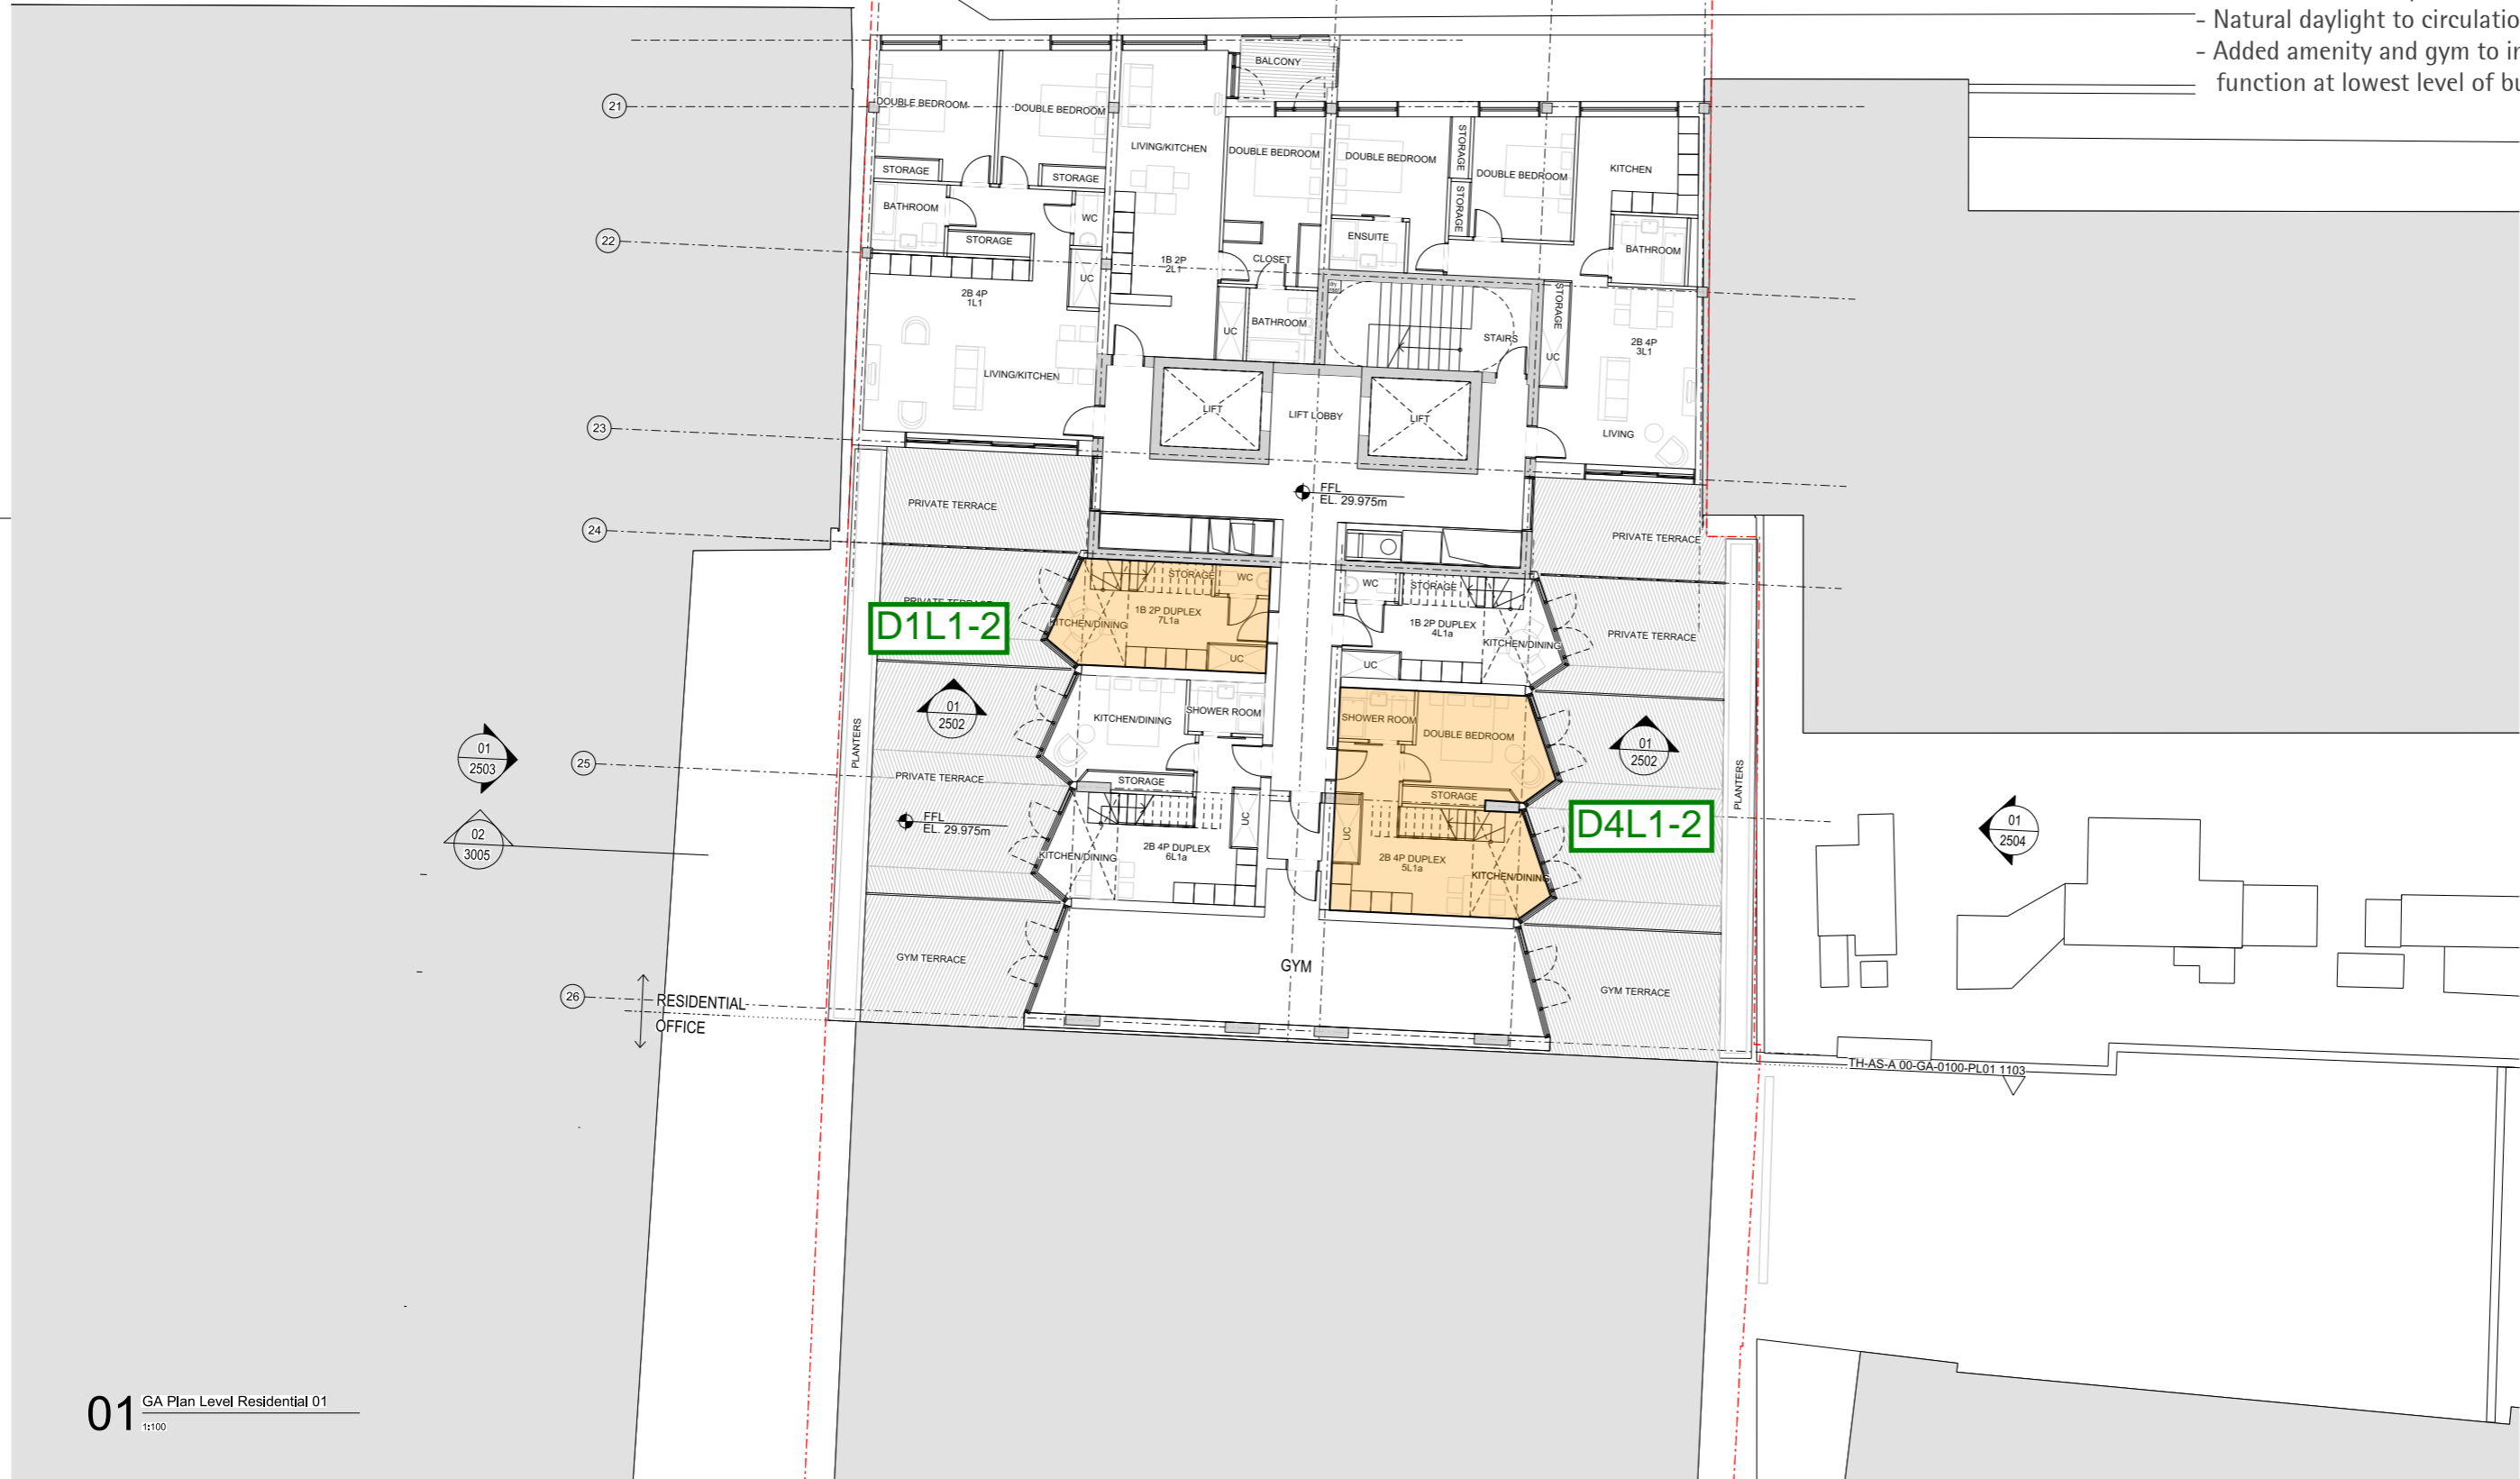 - Natural daylight to circulatio
- Added amenity and gym to i
function at lowest level of bu
BALCONY
21
DOUBLE BEDROOM
DOUBLE BEDROOM
LIVING/KITCHEN
DOUBLE BEDROOM
DOUBLE BEDROOM
STORAGE
DOUBLE BEDROOM
KITCHEN
STORAGE
STORAGE
STORAGE
BATHROOM
WC
22
STORAGE
ENSUITE
BATHROOM
1B 2P
2L1
CLOSET
UC
2B 4P
1L1
STORAGE
UC
BATHROOM
STAIRS
UC
2B 4P
3L1
LIVING/KITCHEN
LIFT
LIFT LOBBY
LIFT
23
LIVING
FFL
EL. 29.975m
PRIVATE TERRACE
24
PRIVATE TERRACE
STORAGE
WC
WC
STORAGE
PRIVATE TERRACE
D1L1-2
1B 2P DUPLEX
7L1a
KITCHEN/DINING
UC
1B 2P DUPLEX
4L1a
KITCHEN/DINING
UC
PRIVATE TERRACE
01
2502
KITCHEN/DINING
SHOWER ROOM
SHOWER ROOM
DOUBLE BEDROOM
01
2502
PLANTERS
01
2503
25
PRIVATE TERRACE
STORAGE
STORAGE
PLANTERS
FFL
EL. 29.975m
UC
UC
D4L1-2
01
2504
02
3005
KITCHEN/DINING
2B 4P DUPLEX
6L1a
2B 4P DUPLEX
5L1a
KITCHEN/DINING
GYM TERRACE
GYM
GYM TERRACE
26
RESIDENTIAL
OFFICE
TH-AS-A 00-GA-0100-PL01 1103
01
GA Plan Level Residential 01
1:100